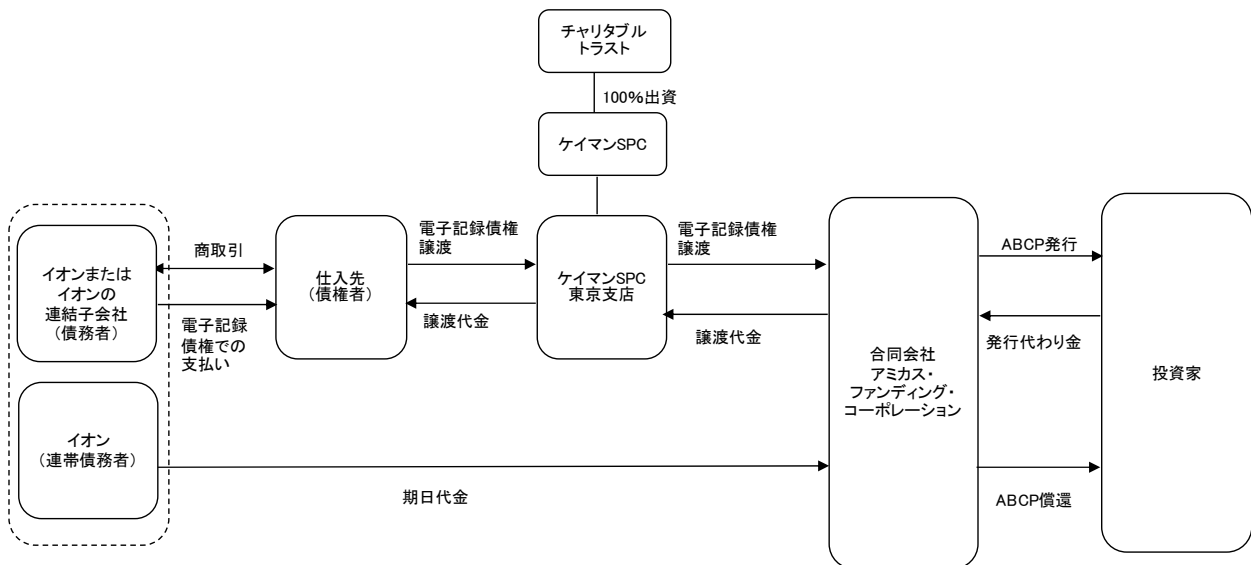 チャリタブル
トラスト
100%出資
ケイマンSPC
イオンまたは
イオンの
連結子会社
（債務者）
商取引
電子記録
債権での
支払い
仕入先
（債権者）
電子記録債権
譲渡
譲渡代金
ケイマンSPC
東京支店
電子記録債権
譲渡
譲渡代金
合同会社
アミカス・
ファンディング・
コーポレーション
ABCP発行
発行代わり金
投資家
イオン
（連帯債務者）
期日代金
ABCP償還